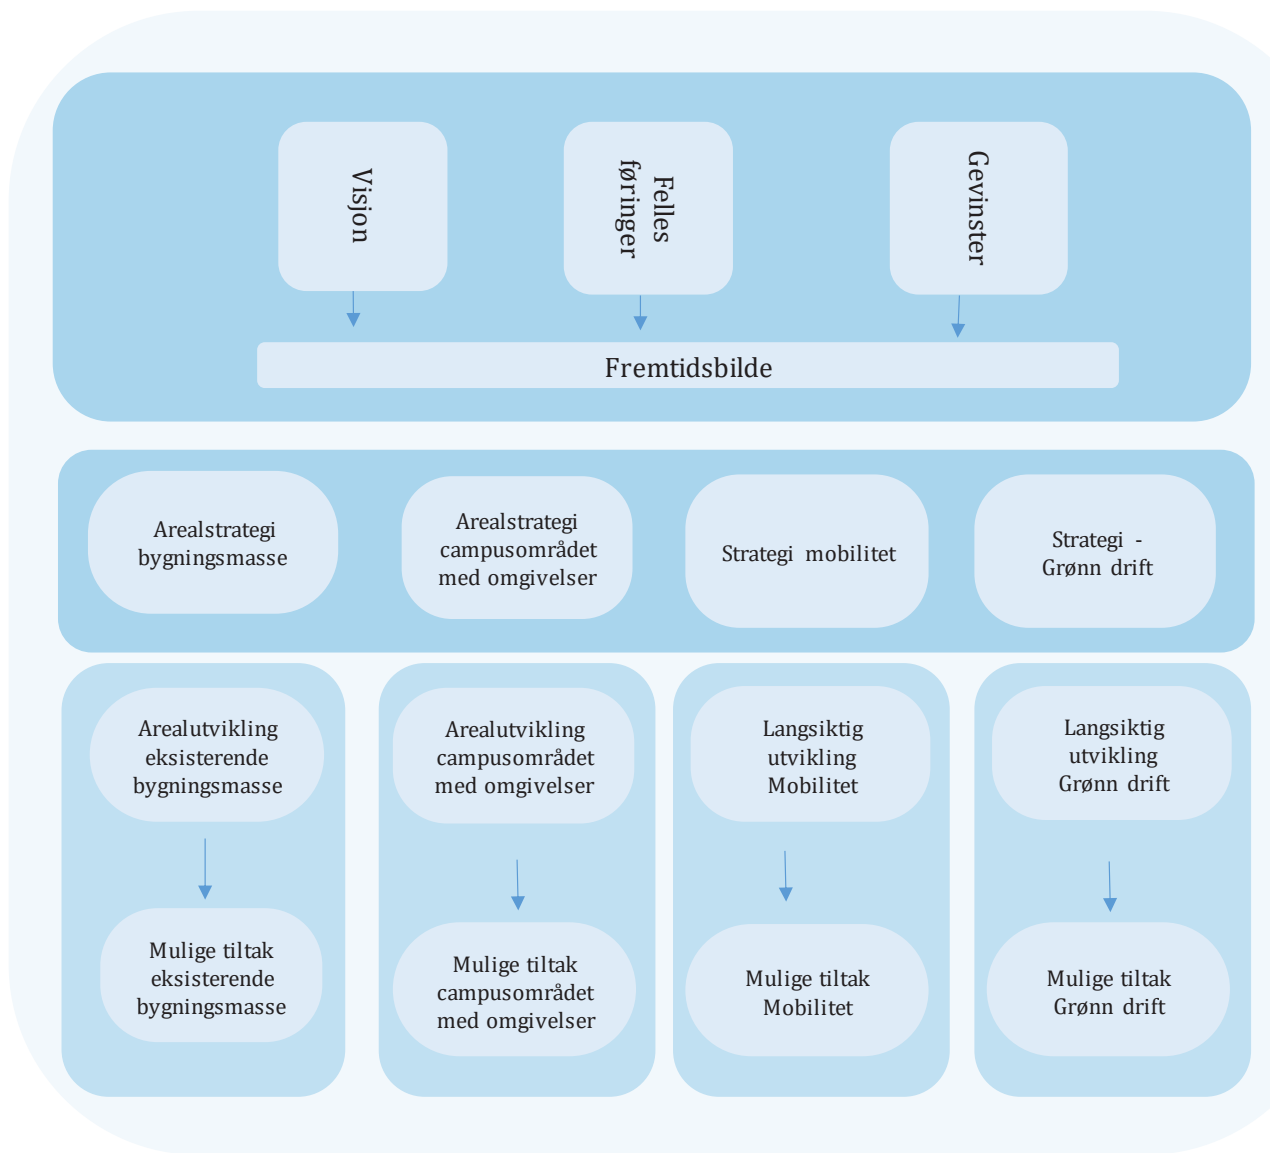 Visjon
Felles
føringer
Gevinster
Fremtidsbilde
Arealstrategi
bygningsmasse
Arealstrategi
campusområdet
med omgivelser
Strategi mobilitet
Strategi -
Grønn drift
Arealutvikling
eksisterende
bygningsmasse
Arealutvikling
campusområdet
med omgivelser
Langsiktig
utvikling
Mobilitet
Langsiktig
utvikling
Grønn drift
Mulige tiltak
eksisterende
bygningsmasse
Mulige tiltak
campusområdet
med omgivelser
Mulige tiltak
Mobilitet
Mulige tiltak
Grønn drift